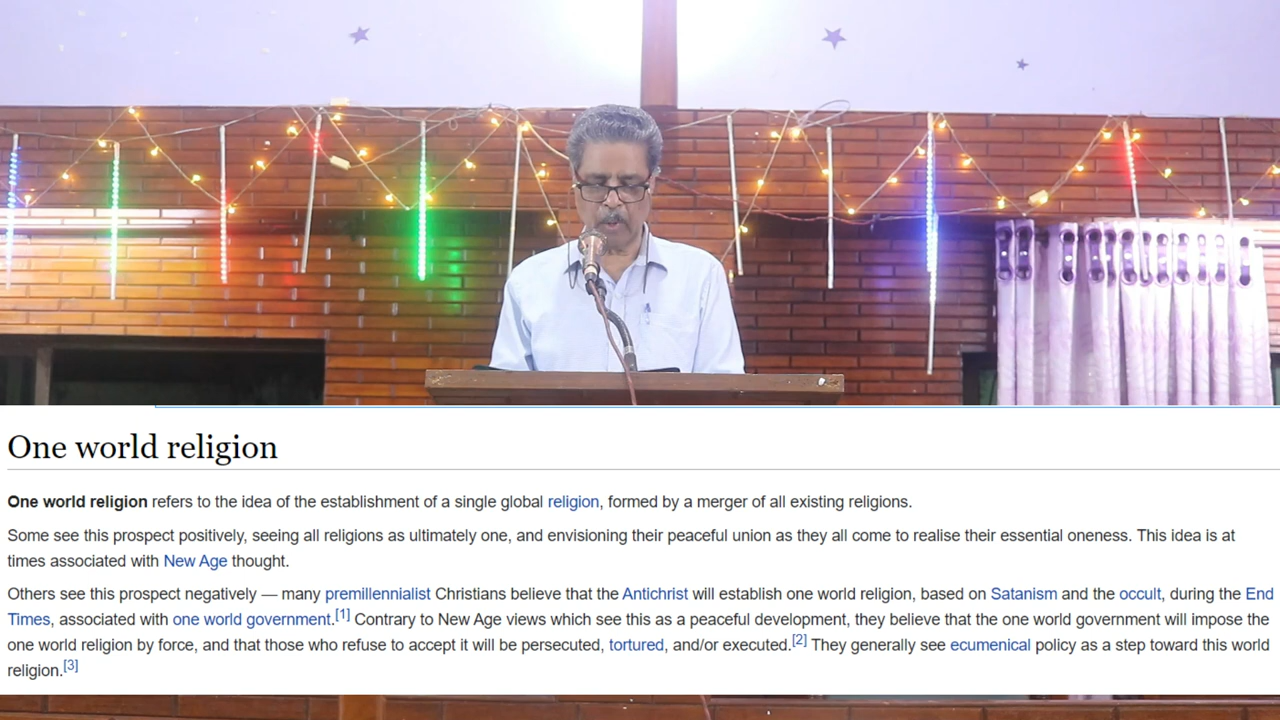 One world religion
One world religion refers to the idea of the establishment of a single global religion, formed by a merger of all existing religions.
Some see this prospect positively, seeing all religions as ultimately one, and envisioning their peaceful union as they all come to realise their essential oneness. This idea is at
times associated with New Age thought.
Others see this prospect negatively — many premillennialist Christians believe that the Antichrist will establish one world religion, based on Satanism and the occult, during the End
Times, associated with one world government.[1] Contrary to New Age views which see this as a peaceful development, they believe that the one world government will impose the
one world religion by force, and that those who refuse to accept it will be persecuted, tortured, and/or executed.[2] They generally see ecumenical policy as a step toward this world
religion.[3]